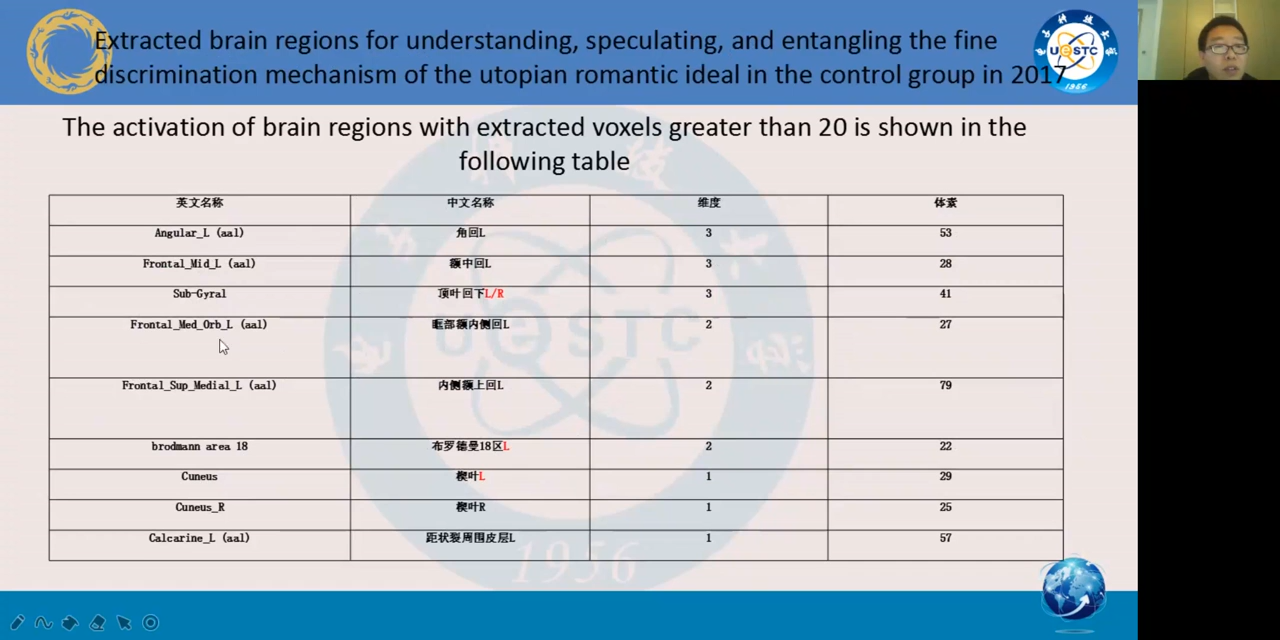 Extracted brain regions for understanding, speculating, and entangling the fine
discrimination mechanism of the utopian romantic ideal in the control group in 2017
UeSTC
1956
The activation of brain regions with extracted voxels greater than 20 is shown in the
following table
英文名称 中文名称 维度 体素
Angular_L (aal) 角回L 3 53
Frontal_Mid_L (aal) 额中回L 3 28
Sub-Gyral 顶叶回下L/R 3 41
Frontal_Med_Orb_L (aal) 眶部额内侧回L 2 27
Frontal_Sup_Medial_L (aal) 内侧额上回L 2 79
brodmann area 18 布罗德曼18区L 2 22
Cuneus 楔叶L 1 29
Cuneus_R 楔叶R 1 25
Calcarine_L (aal) 距状裂周围皮层L 1 57
UeSTC
1956